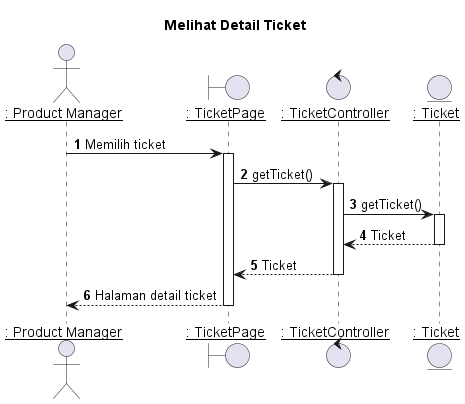 Melihat Detail Ticket
: Product Manager
: TicketPage
: TicketController
: Ticket
1 Memilih ticket
2 getTicket()
3 getTicket()
4 Ticket
5 Ticket
6 Halaman detail ticket
: Product Manager
: TicketPage
: TicketController
: Ticket